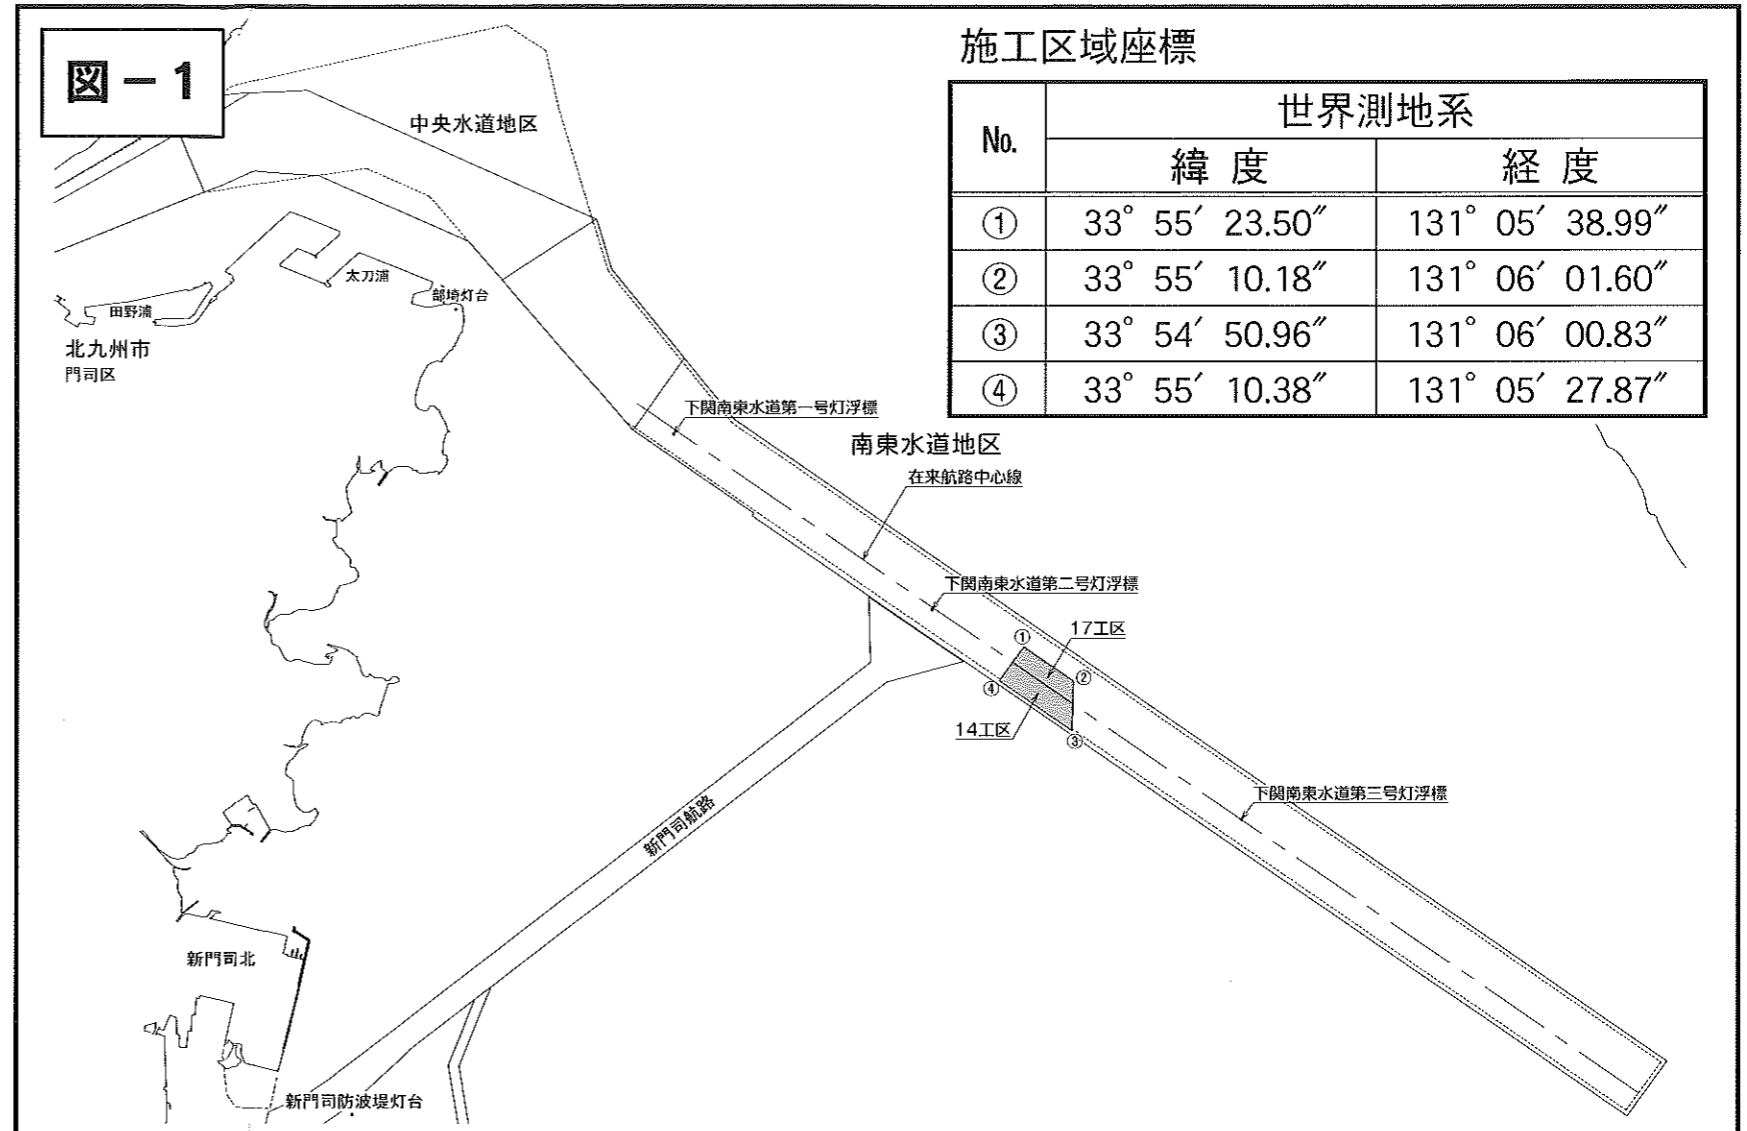 図－1
施工区域座標
No. 世界測地系
緯度 経度
① 33° 55′ 23.50″ 131° 05′ 38.99″
② 33° 55′ 10.18″ 131° 06′ 01.60″
③ 33° 54′ 50.96″ 131° 06′ 00.83″
④ 33° 55′ 10.38″ 131° 05′ 27.87″
中央水道地区
太刀浦
部埼灯台
田野浦
北九州市
門司区
下関南東水道第一号灯浮標
南東水道地区
在来航路中心線
下関南東水道第二号灯浮標
17工区
①
②
④
14工区
③
下関南東水道第三号灯浮標
新門司航路
新門司北
新門司防波堤灯台